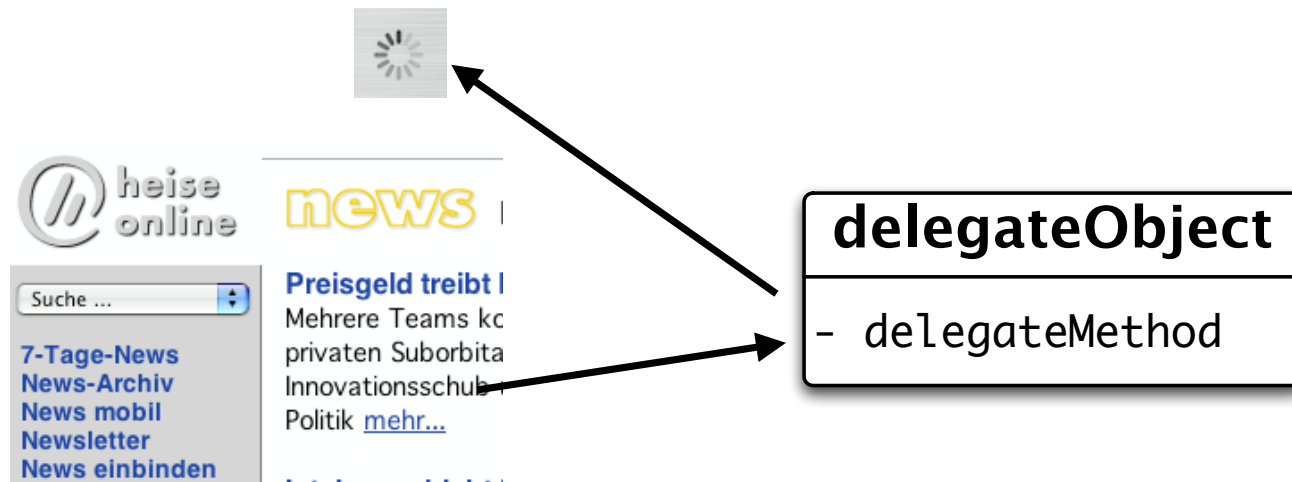 heise
online
news
Suche ...
7-Tage-News
News-Archiv
News mobil
Newsletter
News einbinden
Preisgeld treibt
Mehrere Teams
privaten Suborbita
Innovationsschub
Politik mehr...
delegateObject
- delegateMethod